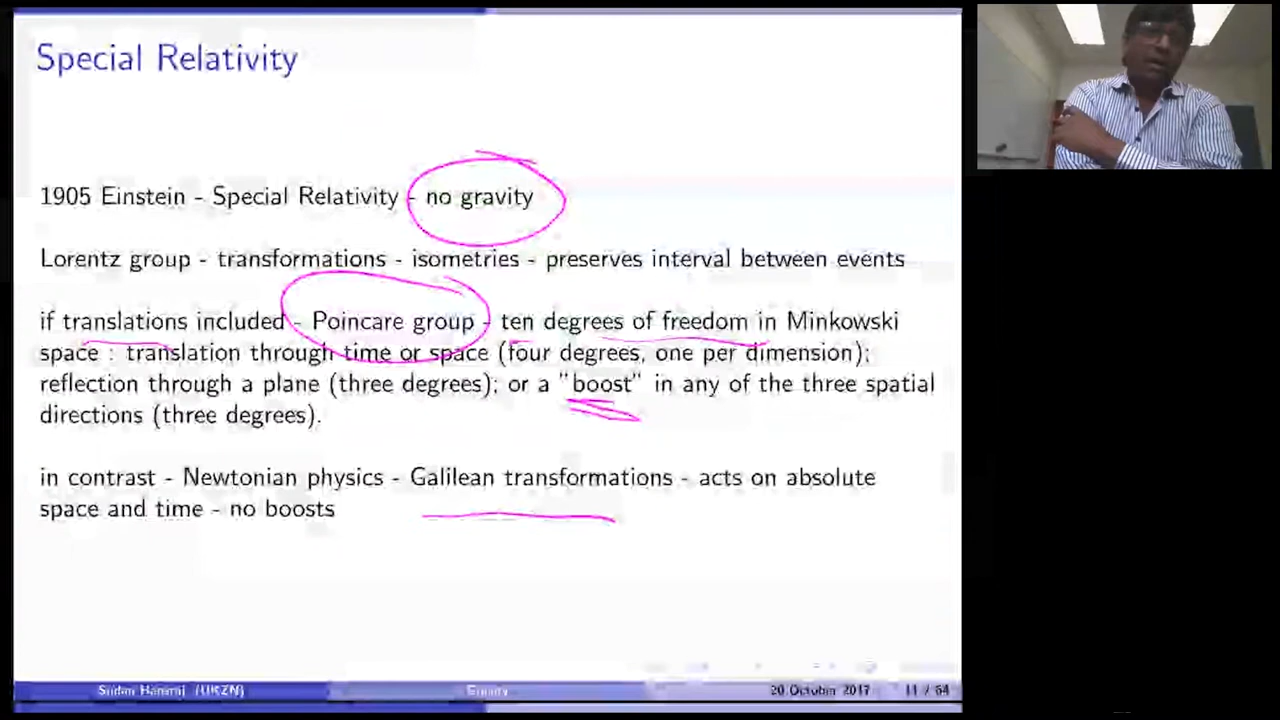 Special Relativity
1905 Einstein - Special Relativity - no gravity
Lorentz group - transformations - isometries - preserves interval between events
if translations included - Poincare group - ten degrees of freedom in Minkowski
space : translation through time or space (four degrees, one per dimension);
reflection through a plane (three degrees); or a "boost" in any of the three spatial
directions (three degrees).
in contrast - Newtonian physics - Galilean transformations - acts on absolute
space and time - no boosts
(UKZN)
20 October 2017
11 / 64